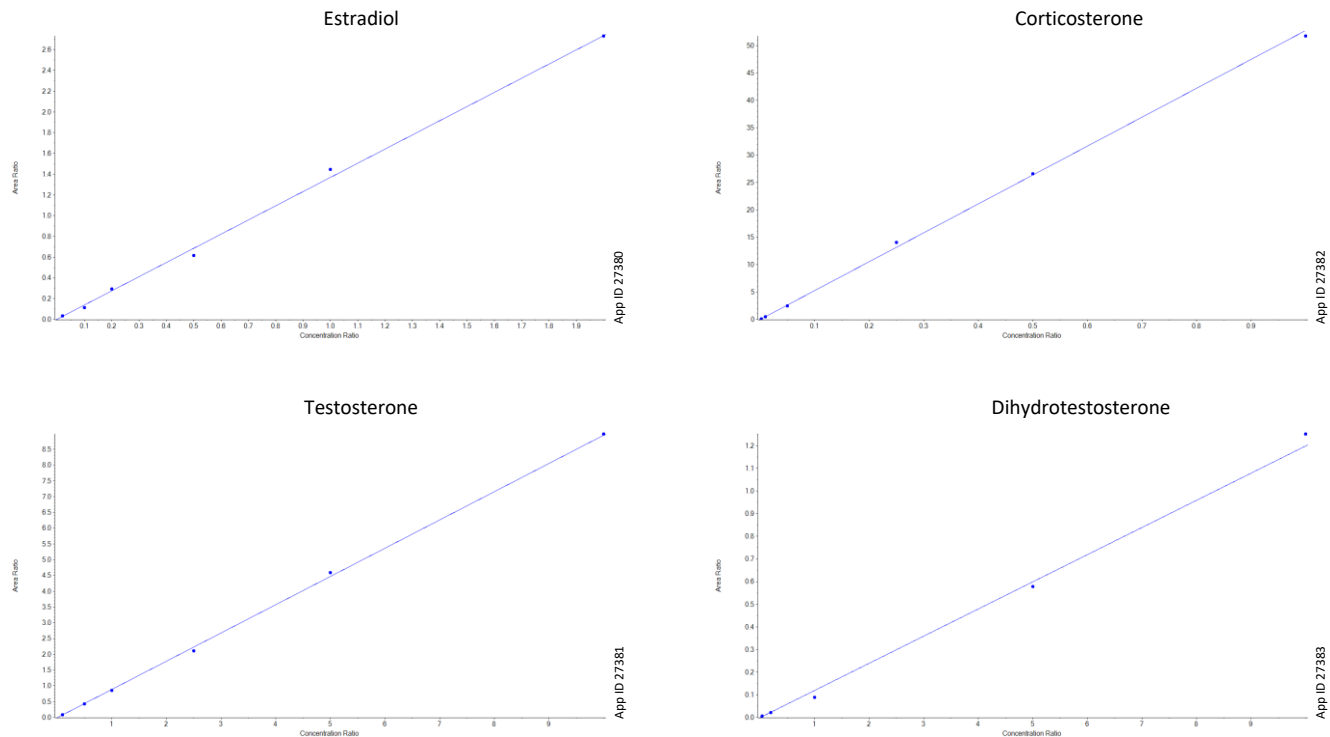 Estradiol
2.6
2.4
2.2
2.0
1.8
1.6
1.4
1.2
1.0
0.8
0.6
0.4
0.2
0.0
Area Ratio
0.1 0.2 0.3 0.4 0.5 0.6 0.7 0.8 0.9 1.0 1.1 1.2 1.3 1.4 1.5 1.6 1.7 1.8 1.9
Concentration Ratio
App ID 27380
Corticosterone
50
45
40
35
30
25
20
15
10
5
0
Area Ratio
0.1 0.2 0.3 0.4 0.5 0.6 0.7 0.8 0.9
Concentration Ratio
App ID 27382
Testosterone
8.5
8.0
7.5
7.0
6.5
6.0
5.5
5.0
4.5
4.0
3.5
3.0
2.5
2.0
1.5
1.0
0.5
0.0
Area Ratio
1 2 3 4 5 6 7 8 9
Concentration Ratio
App ID 27381
Dihydrotestosterone
1.2
1.1
1.0
0.9
0.8
0.7
0.6
0.5
0.4
0.3
0.2
0.1
0.0
Area Ratio
1 2 3 4 5 6 7 8 9
Concentration Ratio
App ID 27383